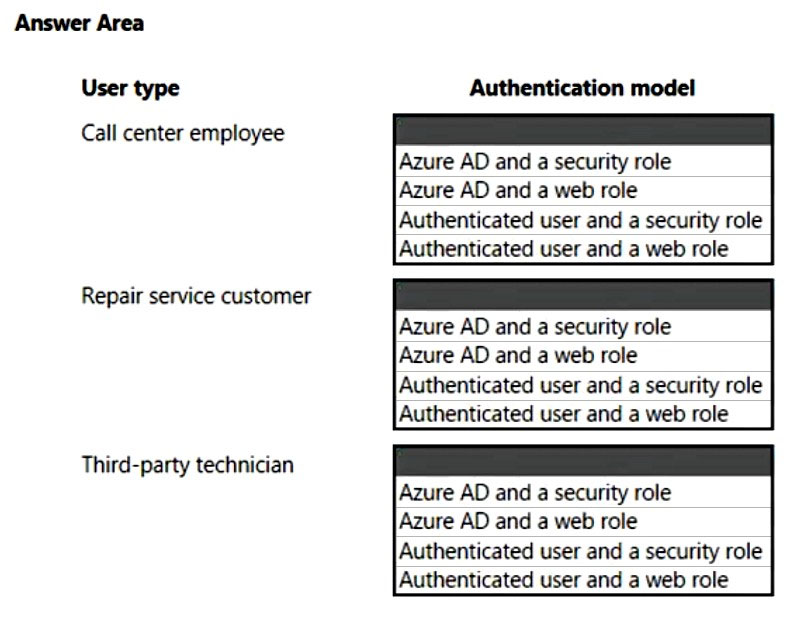 Answer Area
User type Authentication model
Call center employee
Azure AD and a security role
Azure AD and a web role
Authenticated user and a security role
Authenticated user and a web role
Repair service customer
Azure AD and a security role
Azure AD and a web role
Authenticated user and a security role
Authenticated user and a web role
Third-party technician
Azure AD and a security role
Azure AD and a web role
Authenticated user and a security role
Authenticated user and a web role